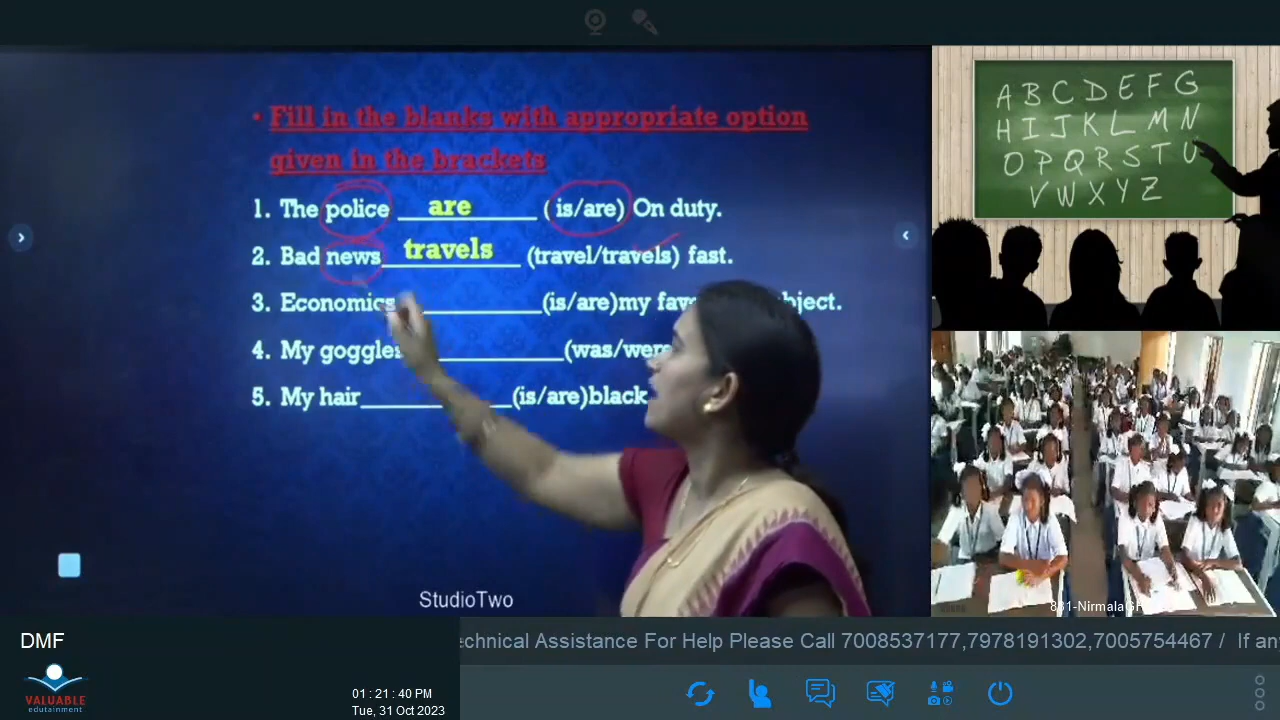 • Fill in the blanks with appropriate option
given in the brackets
1. The police are ( is/are) On duty.
2. Bad news travels (travel/travels) fast.
3. Economics (is/are)my
4. My goggles (was/were
5. My hair (is/are)black
StudioTwo
A B C D E F G
H I J K L M N
O P Q R S T U
V W X Y Z
DMF
VALUABLE
edutainment
01 : 21 : 40 PM
Tue, 31 Oct 2023
echnical Assistance For Help Please Call 7008537177,7978191302,7005754467 / If any